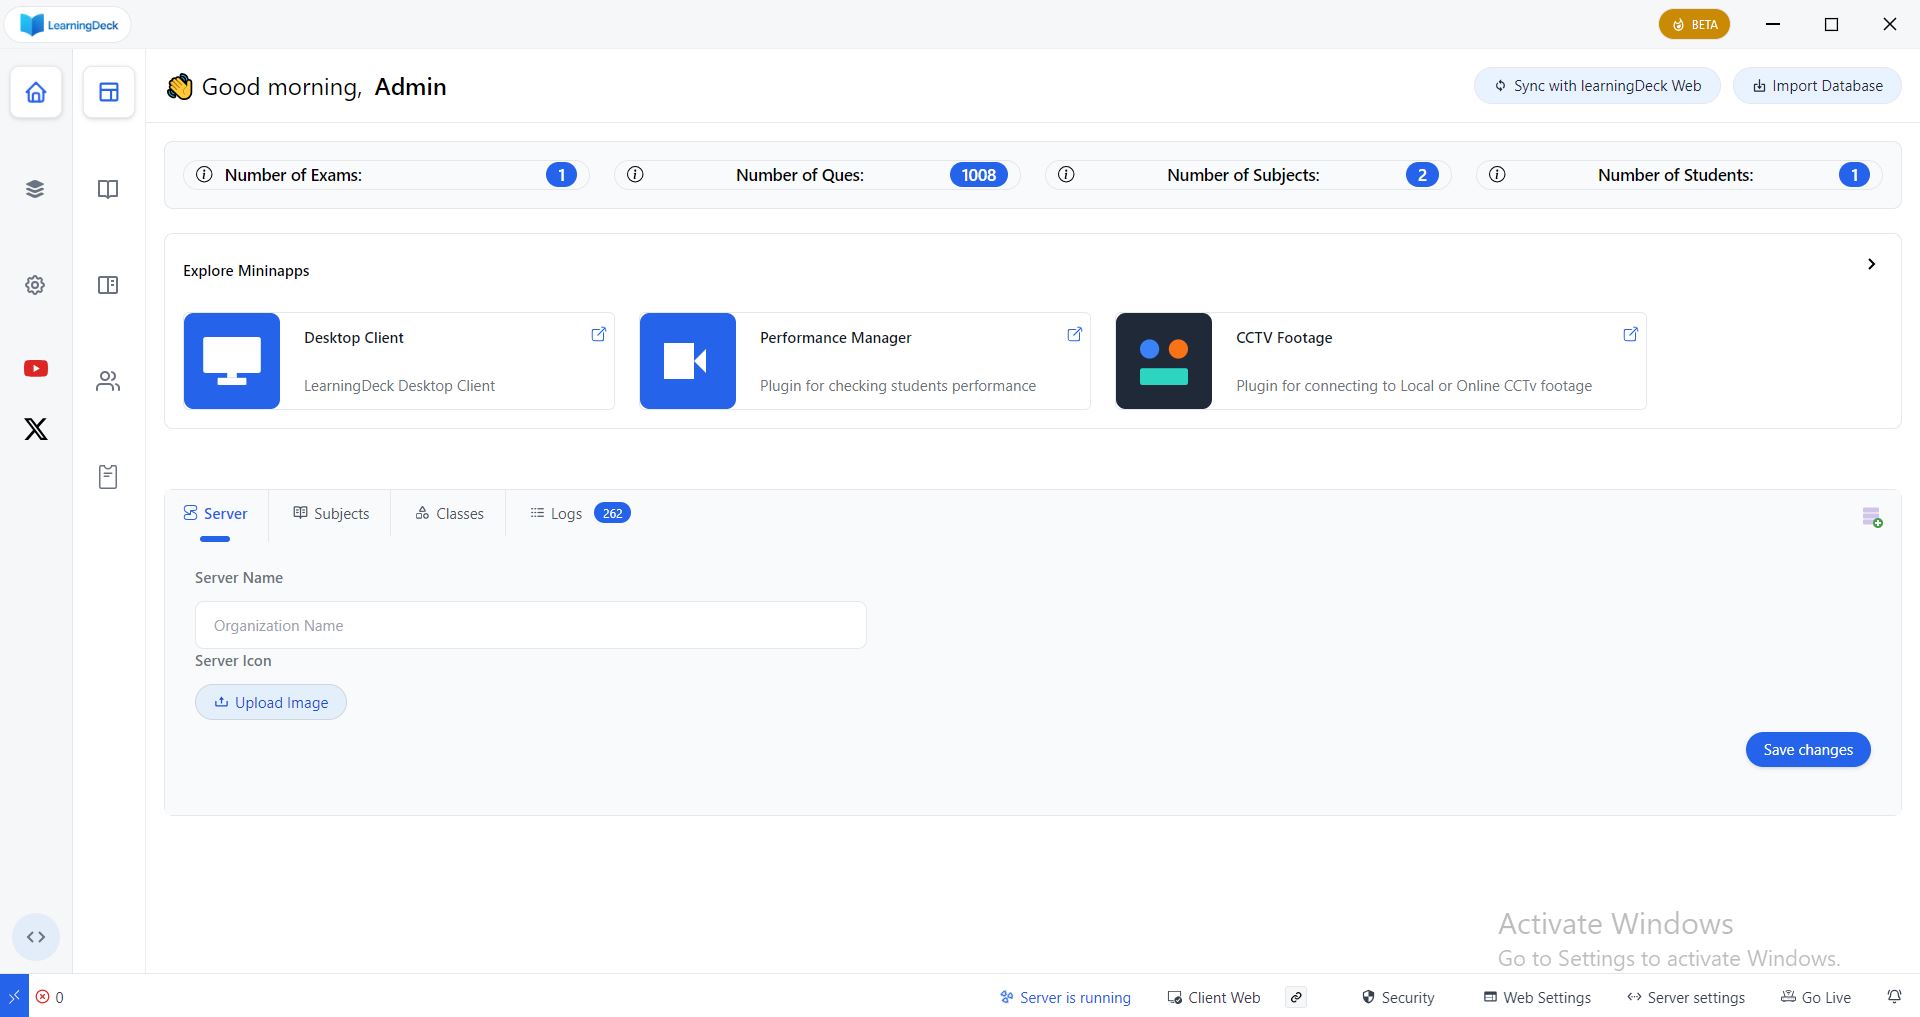 LearningDeck
BETA
Good morning, Admin
Sync with learningDeck Web
Import Database
Number of Exams: 1
Number of Ques: 1008
Number of Subjects: 2
Number of Students: 1
Explore Mininapps
Desktop Client
LearningDeck Desktop Client
Performance Manager
Plugin for checking students performance
CCTV Footage
Plugin for connecting to Local or Online CCTv footage
Server
Subjects
Classes
Logs 262
Server Name
Organization Name
Server Icon
Upload Image
Save changes
Activate Windows
Go to Settings to activate Windows.
0
Server is running
Client Web
Security
Web Settings
Server settings
Go Live